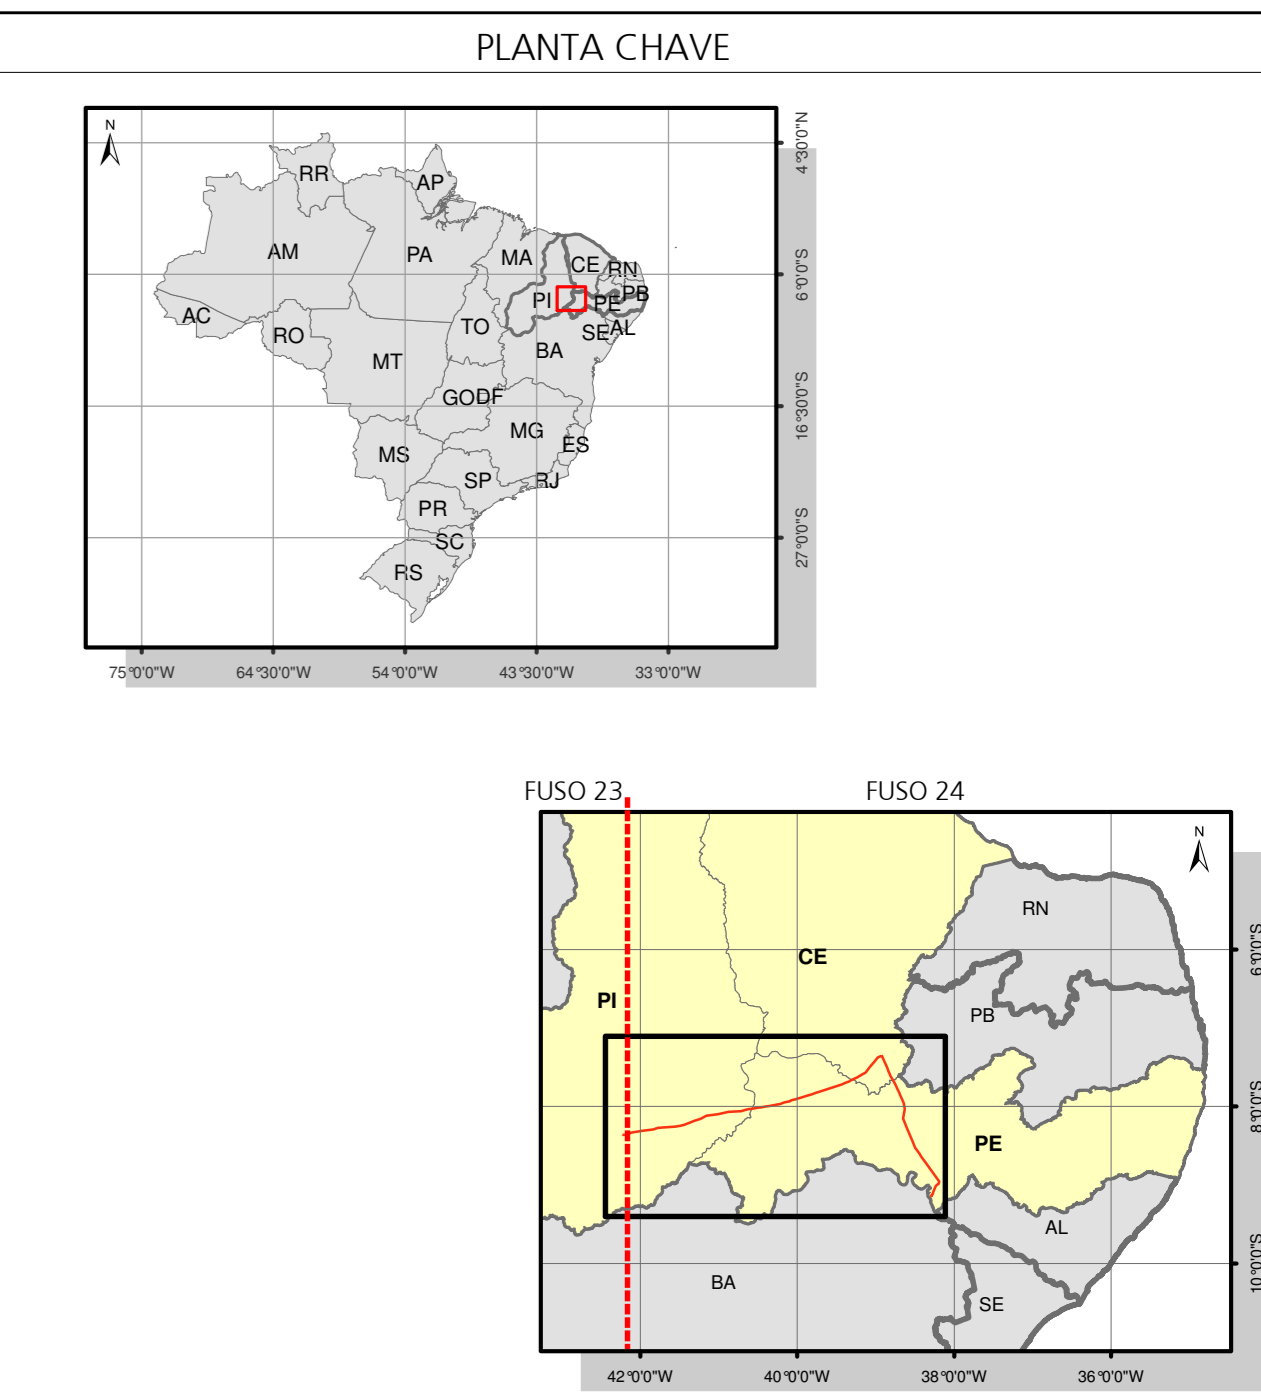 PLANTA CHAVE
N
4°30'0"N
RR
AP
AM
PA
MA
CE
RN
6°0'0"S
PI
PE
PB
AC
RO
TO
SE
AL
MT
BA
GO
DF
16°30'0"S
MG
ES
MS
SP
RJ
PR
SC
27°0'0"S
RS
75°0'0"W 64°30'0"W 54°0'0"W 43°30'0"W 33°0'0"W
FUSO 23 FUSO 24
N
RN
6°0'0"S
CE
PI
PB
8°0'0"S
PE
AL
10°0'0"S
BA
SE
42°0'0"W 40°0'0"W 38°0'0"W 36°0'0"W